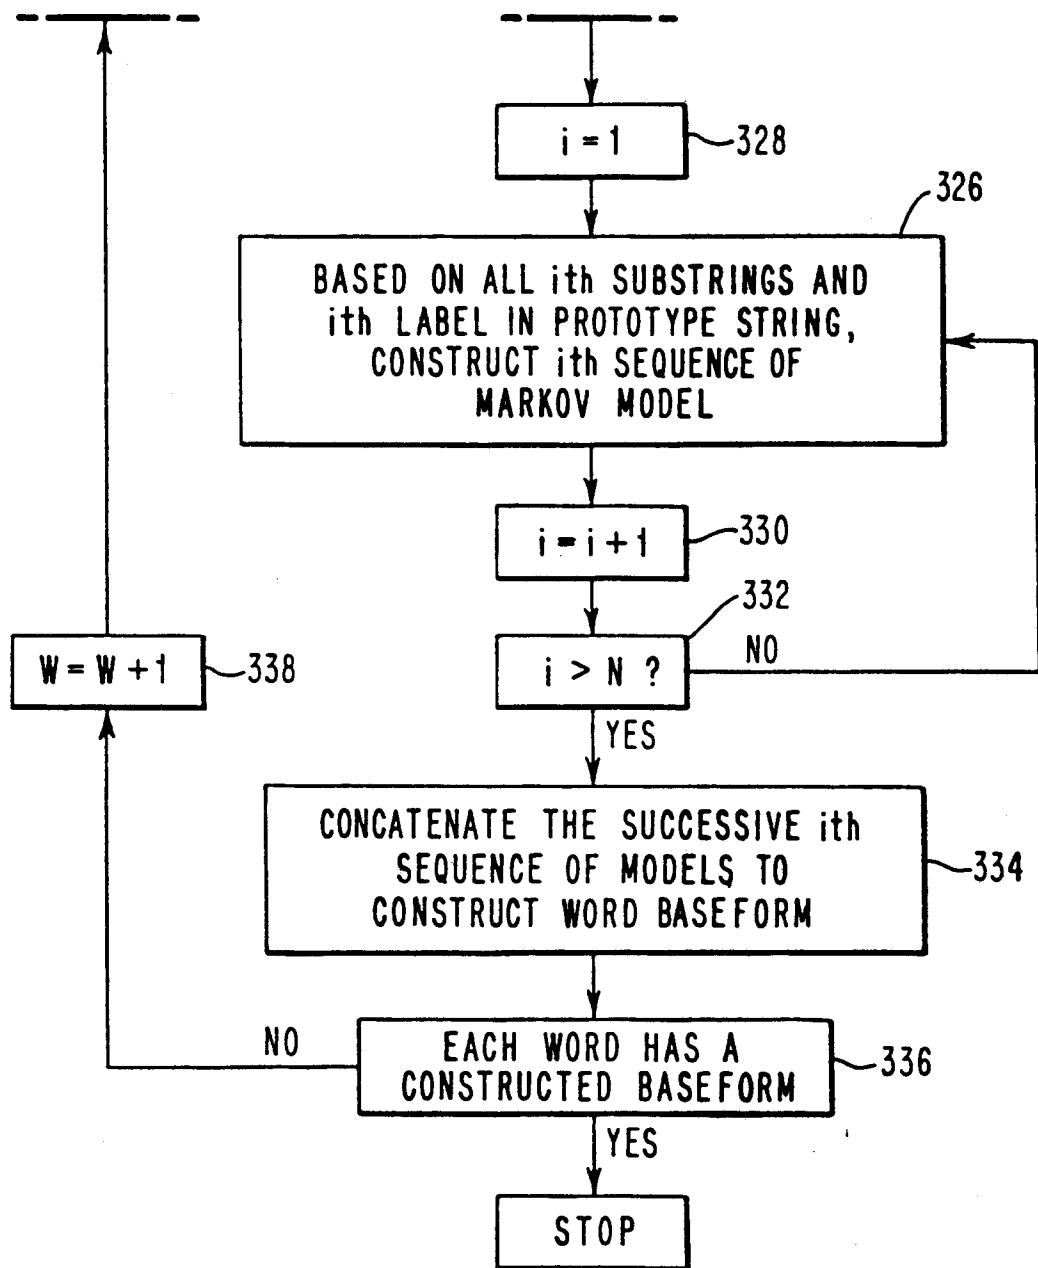 i = 1
328
326
BASED ON ALL ith SUBSTRINGS AND
ith LABEL IN PROTOTYPE STRING,
CONSTRUCT ith SEQUENCE OF
MARKOV MODEL
i = i + 1
330
332
i > N ?
NO
W = W + 1
338
YES
CONCATENATE THE SUCCESSIVE ith
SEQUENCE OF MODELS TO
CONSTRUCT WORD BASEFORM
334
NO
EACH WORD HAS A
CONSTRUCTED BASEFORM
336
YES
STOP